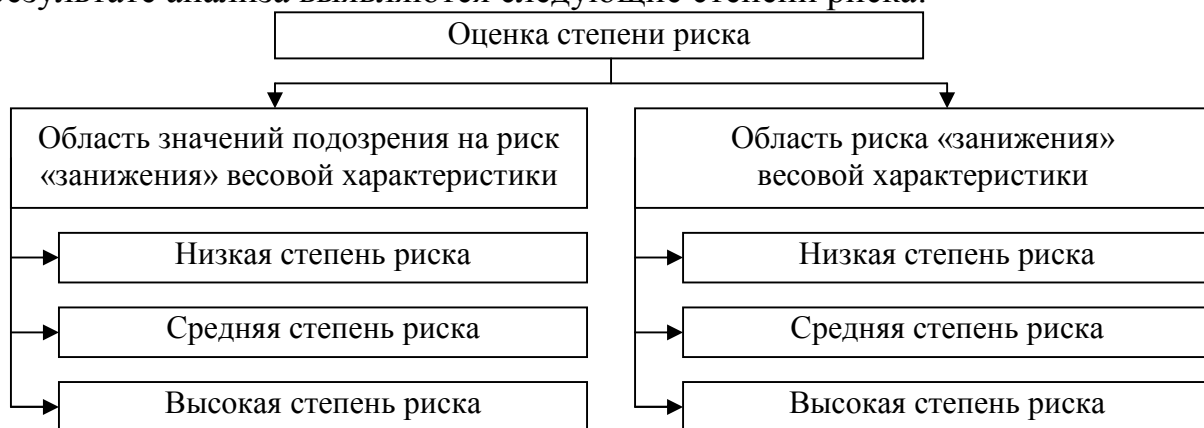 результате анализа выявляются следующие степени риска:
Оценка степени риска
Область значений подозрения на риск
«занижения» весовой характеристики
Низкая степень риска
Средняя степень риска
Высокая степень риска
Область риска «занижения»
весовой характеристики
Низкая степень риска
Средняя степень риска
Высокая степень риска